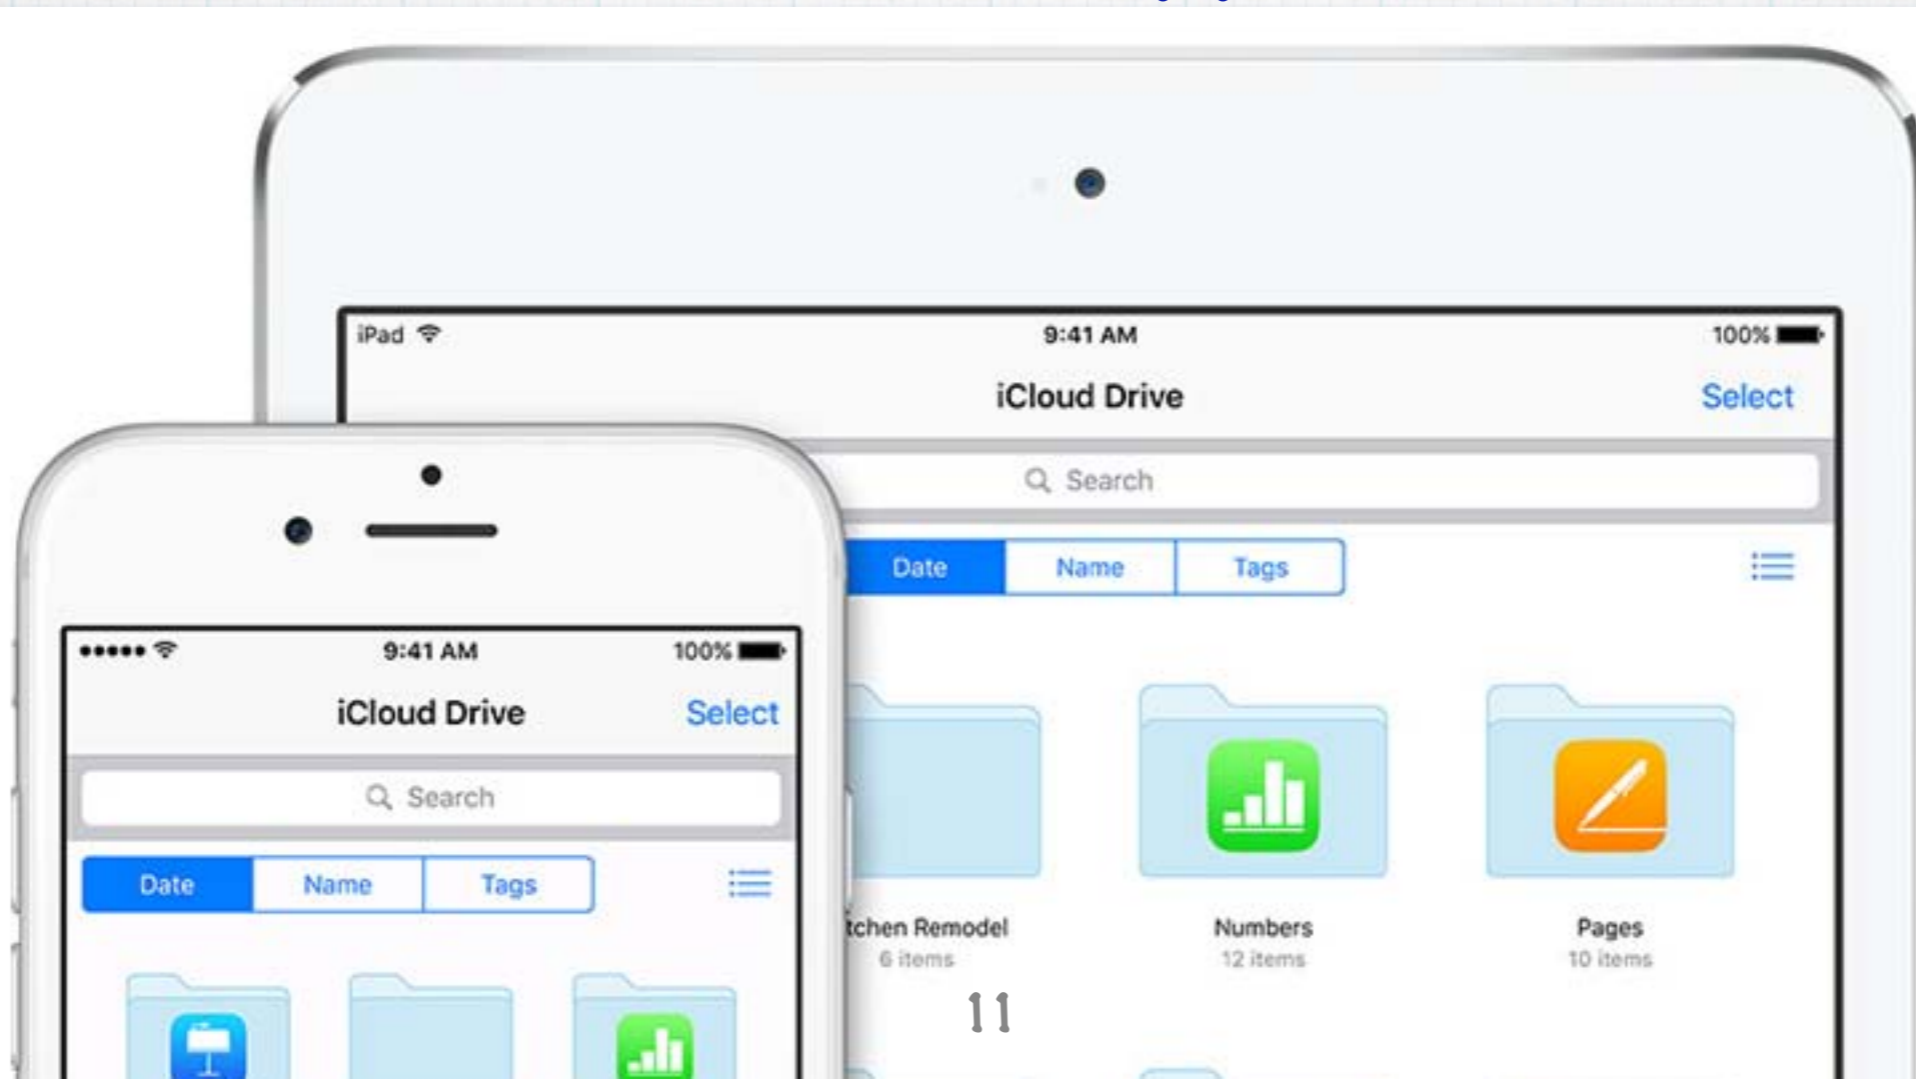 iPad
9:41 AM
100%
iCloud Drive
Select
Search
Date Name Tags
tchen Remodel
6 items
Numbers
12 items
Pages
10 items
9:41 AM
100%
iCloud Drive
Select
Search
Date Name Tags
11